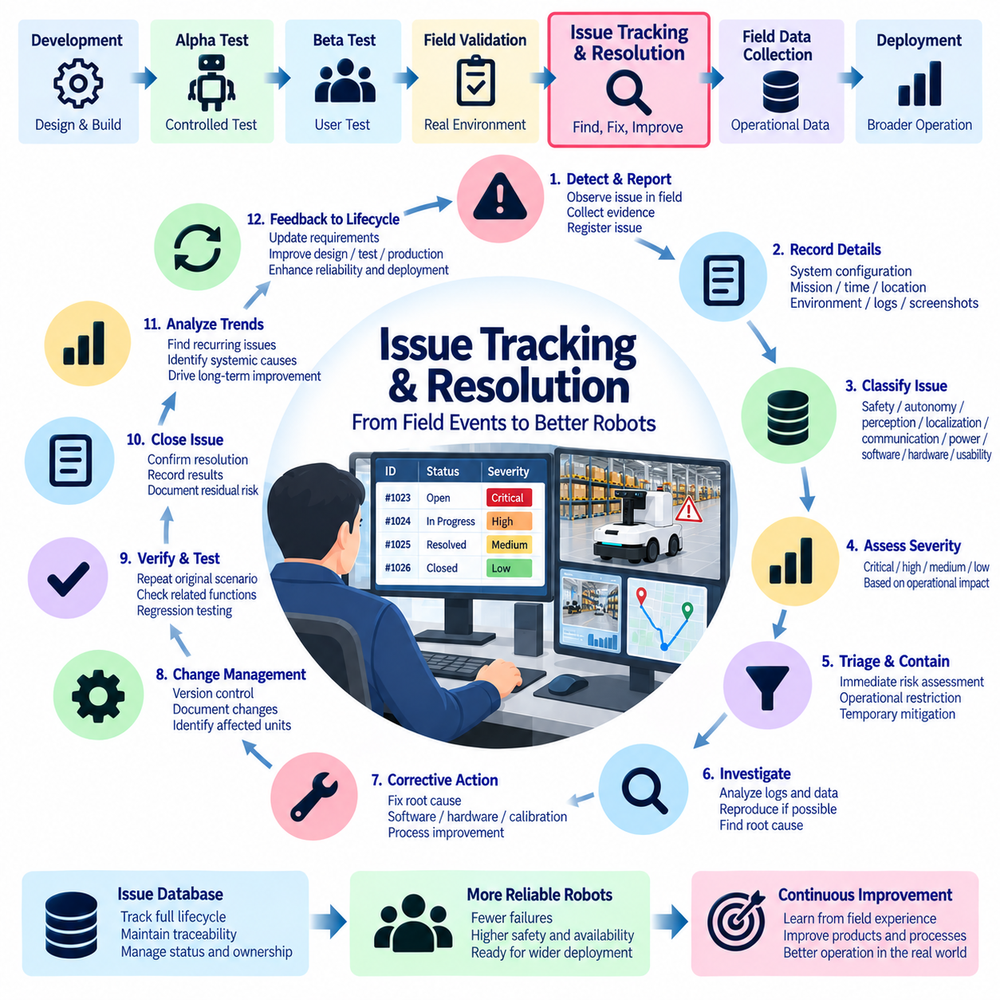 Development
Design & Build
Alpha Test
Controlled Test
Beta Test
User Test
Field Validation
Real Environment
Issue Tracking
& Resolution
Find, Fix, Improve
Field Data
Collection
Operational Data
Deployment
Broader Operation
1. Detect & Report
Observe issue in field
Collect evidence
Register issue
2. Record Details
System configuration
Mission / time / location
Environment / logs / screenshots
3. Classify Issue
Safety / autonomy /
perception / localization /
communication / power /
software / hardware / usability
4. Assess Severity
Critical / high / medium / low
Based on operational impact
5. Triage & Contain
Immediate risk assessment
Operational restriction
Temporary mitigation
6. Investigate
Analyze logs and data
Reproduce if possible
Find root cause
7. Corrective Action
Fix root cause
Software / hardware / calibration
Process improvement
8. Change Management
Version control
Document changes
Identify affected units
9. Verify & Test
Repeat original scenario
Check related functions
Regression testing
10. Close Issue
Confirm resolution
Record results
Document residual risk
11. Analyze Trends
Find recurring issues
Identify systemic causes
Drive long-term improvement
12. Feedback to Lifecycle
Update requirements
Improve design / test / production
Enhance reliability and deployment
Issue Tracking
& Resolution
From Field Events to Better Robots
ID Status Severity
#1023 Open Critical
#1024 In Progress High
#1025 Resolved Medium
#1026 Closed Low
Issue Database
Track full lifecycle
Maintain traceability
Manage status and ownership
More Reliable Robots
Fewer failures
Higher safety and availability
Ready for wider deployment
Continuous Improvement
Learn from field experience
Improve products and processes
Better operation in the real world